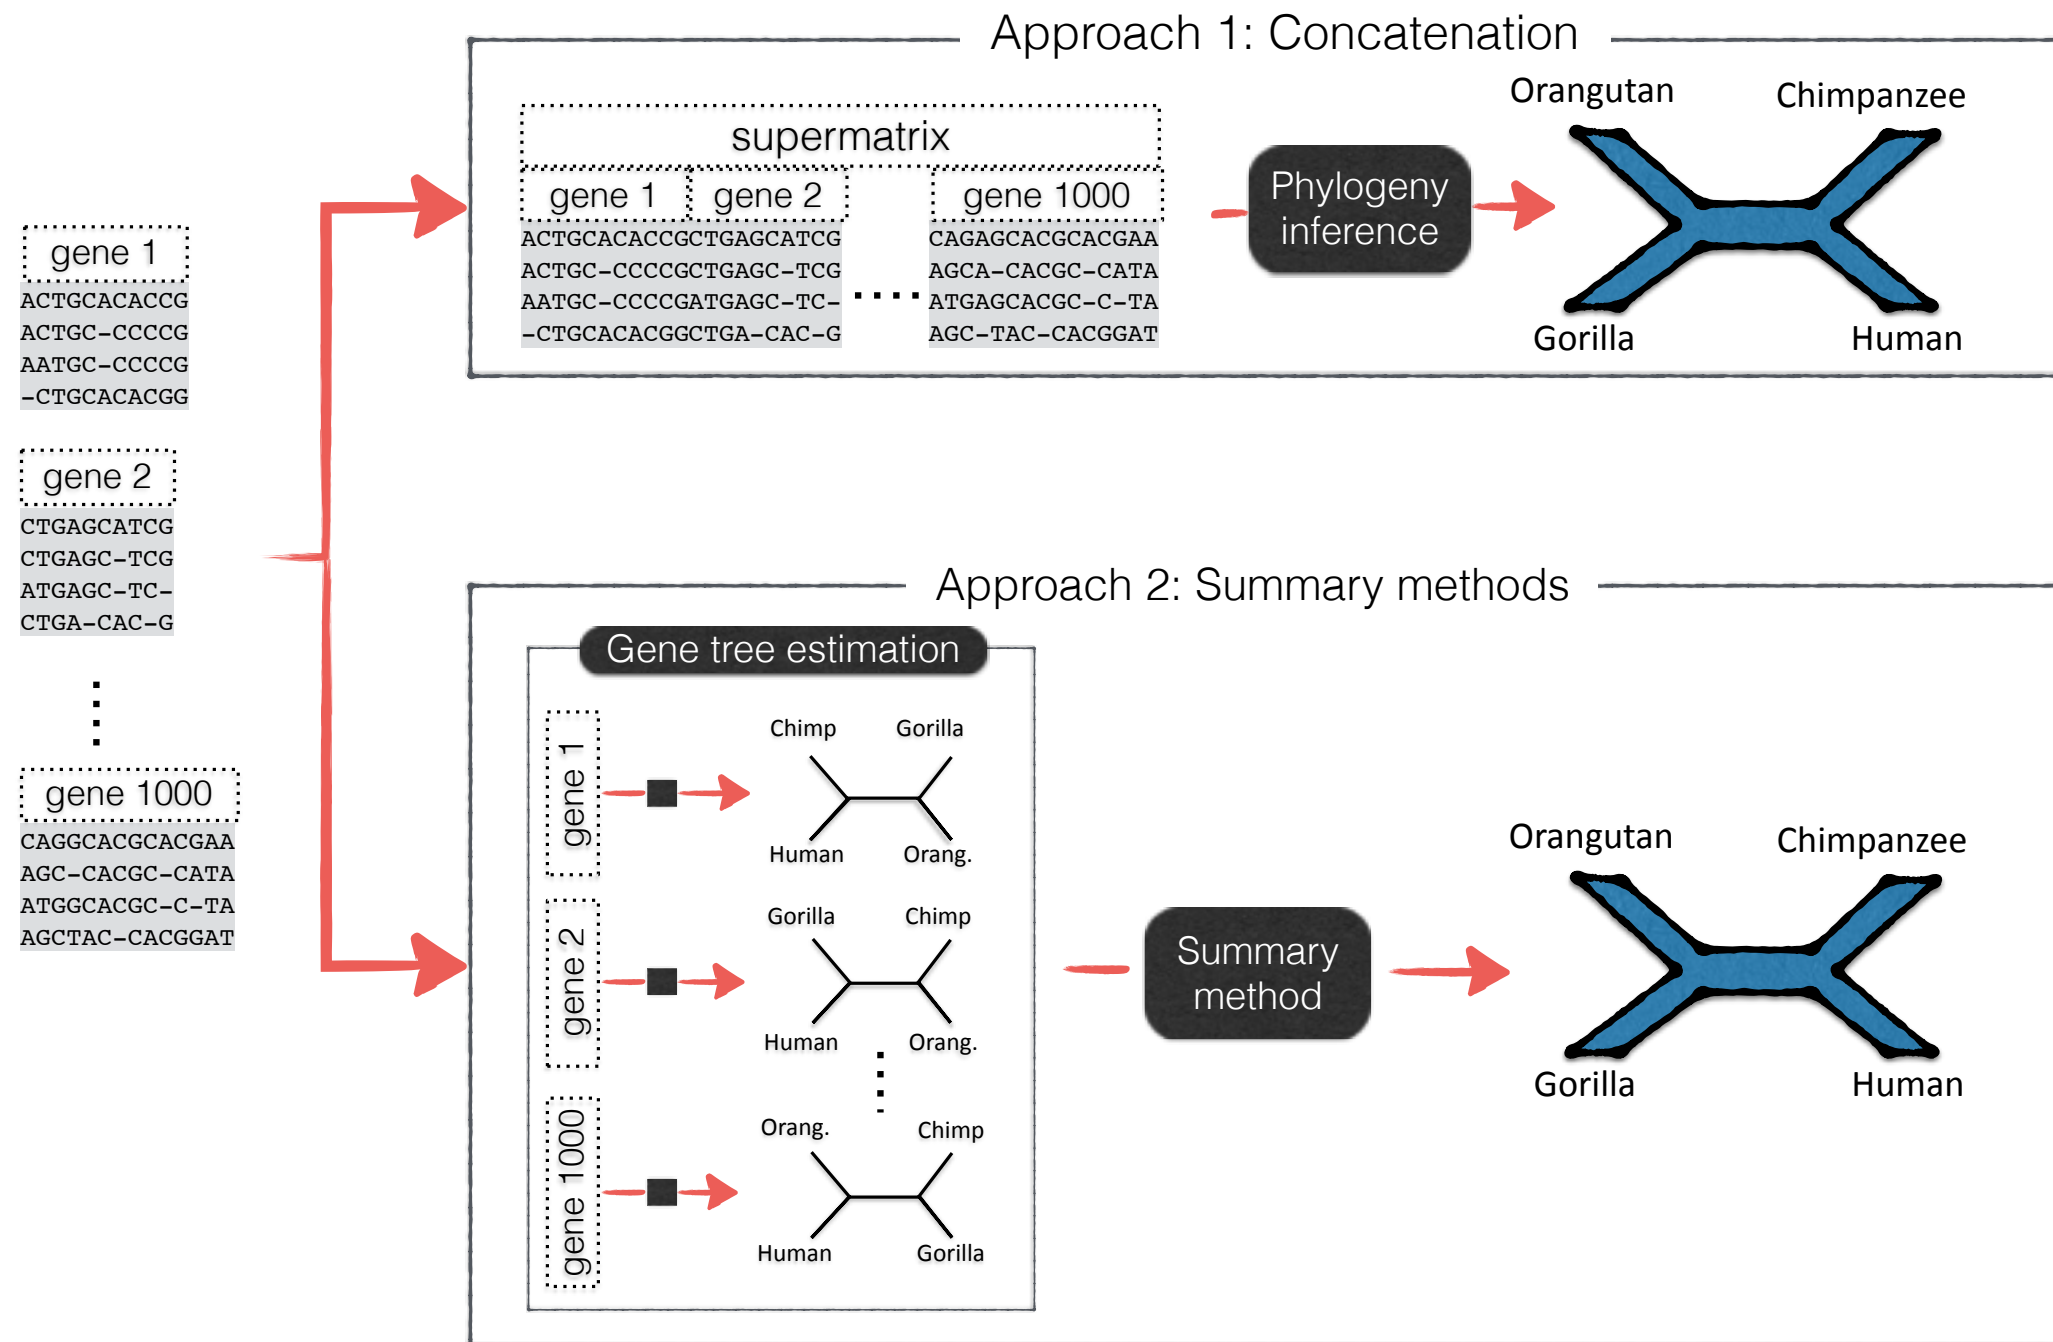 Approach 1: Concatenation
supermatrix
gene 1 gene 2 gene 1000
ACTGCACACCGCTGAGCATCG CAGAGCACGCACGAA
ACTGC-CCCCGCTGAGC-TCG AGCA-CACGC-CATA
AATGC-CCCCGATGAGC-TC- ATGAGCACGC-C-TA
-CTGCACACGGCTGA-CAC-G AGC-TAC-CACGGAT
Phylogeny
inference
Orangutan Chimpanzee
Gorilla Human
gene 1
ACTGCACACCG
ACTGC-CCCCG
AATGC-CCCCG
-CTGCACACGG
gene 2
CTGAGCATCG
CTGAGC-TCG
ATGAGC-TC-
CTGA-CAC-G
gene 1000
CAGGCACGCACGAA
AGC-CACGC-CATA
ATGGCACGC-C-TA
AGCTAC-CACGGAT
Approach 2: Summary methods
Gene tree estimation
gene 1
Chimp Gorilla
Human Orang.
gene 2
Gorilla Chimp
Human Orang.
gene 1000
Orang. Chimp
Human Gorilla
Summary
method
Orangutan Chimpanzee
Gorilla Human